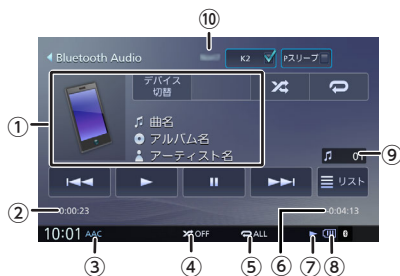 ⑩
Bluetooth Audio
K2
Pスリープ
デバイス
切替
①
曲名
アルバム名
アーティスト名
⑨
01
リスト
②
0:00:23
-0:04:13
10:01 AAC
OFF
ALL
③
④
⑤
⑥
⑦
⑧